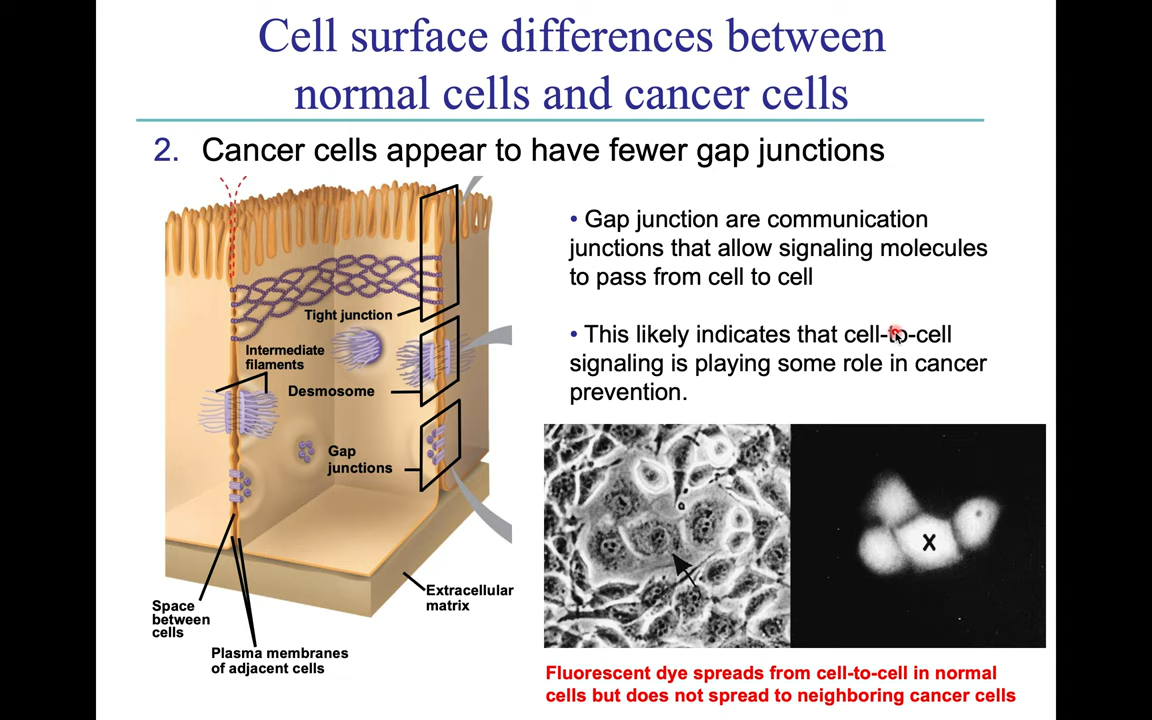 Cell surface differences between
normal cells and cancer cells
2. Cancer cells appear to have fewer gap junctions
• Gap junction are communication
junctions that allow signaling molecules
to pass from cell to cell
• This likely indicates that cell-to-cell
signaling is playing some role in cancer
prevention.
Tight junction
Intermediate
filaments
Desmosome
Gap
junctions
Extracellular
matrix
Space
between
cells
Plasma membranes
of adjacent cells
X
Fluorescent dye spreads from cell-to-cell in normal
cells but does not spread to neighboring cancer cells